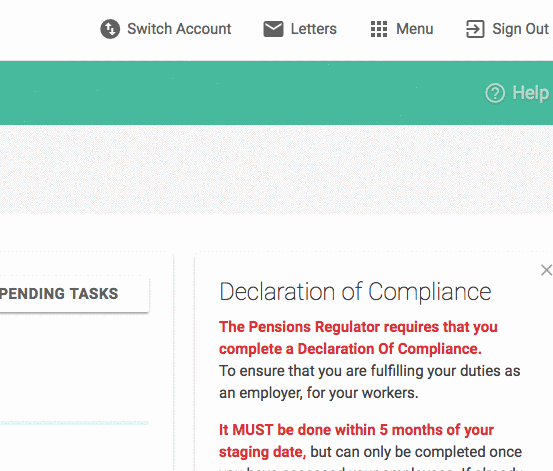 Switch Account Letters Menu Sign Out
Help
PENDING TASKS
Declaration of Compliance
The Pensions Regulator requires that you
complete a Declaration Of Compliance.
To ensure that you are fulfilling your duties as
an employer, for your workers.
It MUST be done within 5 months of your
staging date, but can only be completed once